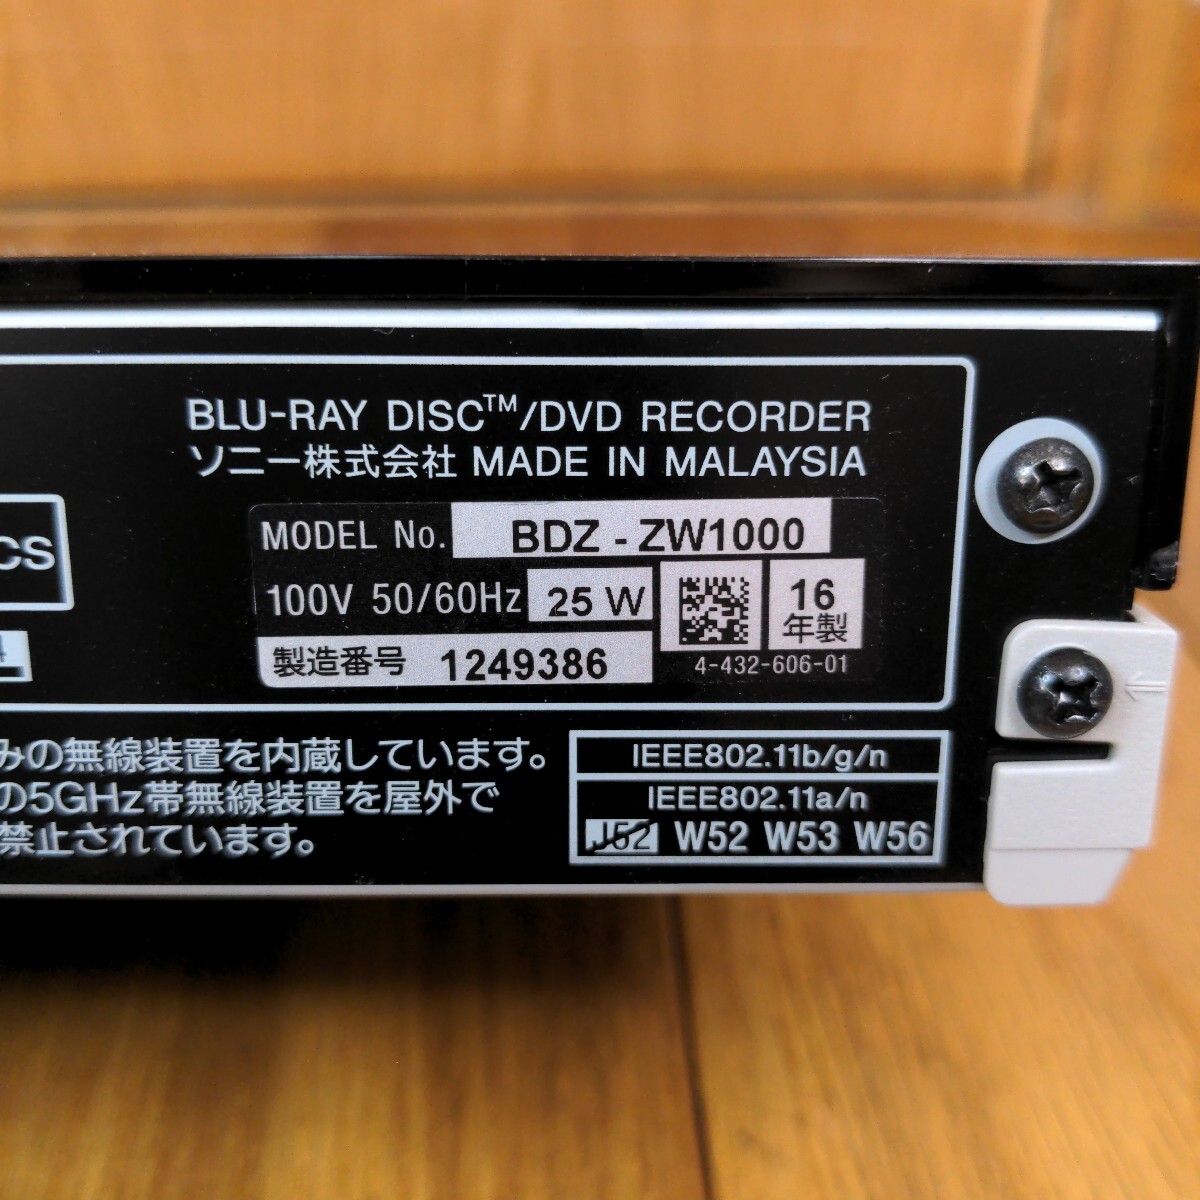 BLU-RAY DISC™/DVD RECORDER
ソニー株式会社 MADE IN MALAYSIA
CS
MODEL No. BDZ - ZW1000
100V 50/60Hz 25 W
16
年製
製造番号 1249386
4-432-606-01
4
みの無線装置を内蔵しています。
の5GHz帯無線装置を屋外で
禁止されています。
IEEE802.11b/g/n
IEEE802.11a/n
J52 W52 W53 W56